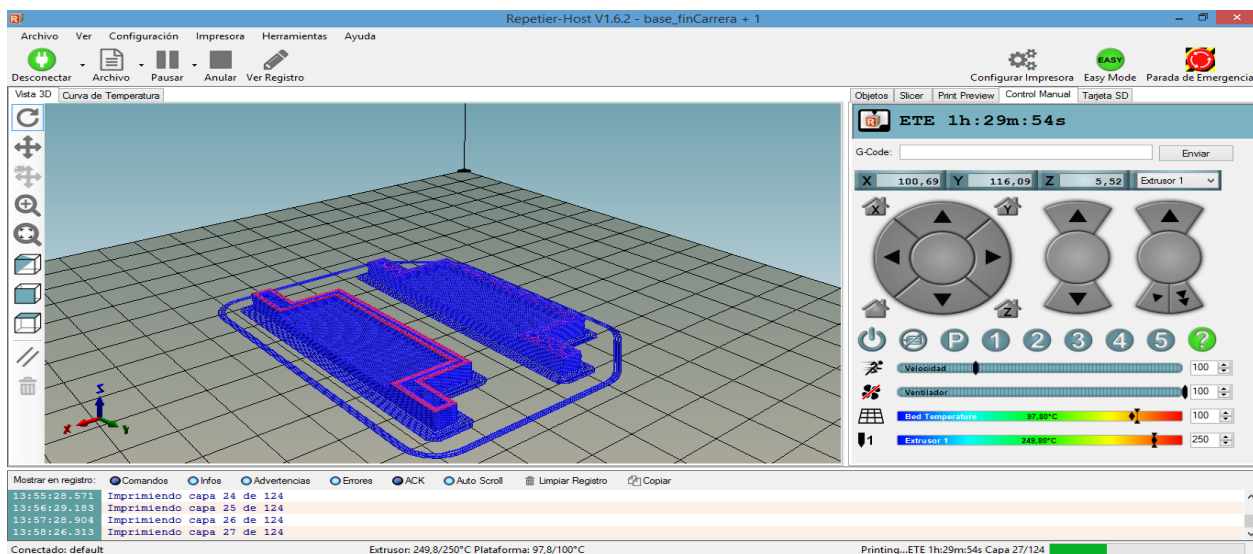 Repetier-Host V1.6.2 - base_finCarrera + 1
Archivo Ver Configuración Impresora Herramientas Ayuda
Desconectar Archivo Pausar Anular Ver Registro
EASY
Configurar Impresora Easy Mode Parada de Emergencia
Vista 3D Curva de Temperatura
Objetos Slicer Print Preview Control Manual Tarjeta SD
R ETE 1h:29m:54s
G-Code: Enviar
X 100,69 Y 116,09 Z 5,52 Extrusor 1
X Y
Z
P 1 2 3 4 5 ?
Velocidad 100
Ventilador 100
Bed Temperature 97,80°C 100
1 Extrusor 1 249,80°C 250
Z
X Y
Mostrar en registro: Comandos Infos Advertencias Errores ACK Auto Scroll Limpiar Registro Copiar
13:55:28.571 Imprimiendo capa 24 de 124
13:56:29.183 Imprimiendo capa 25 de 124
13:57:28.904 Imprimiendo capa 26 de 124
13:58:26.313 Imprimiendo capa 27 de 124
Conectado: default Extrusor: 249,8/250°C Plataforma: 97,8/100°C Printing...ETE 1h:29m:54s Capa 27/124